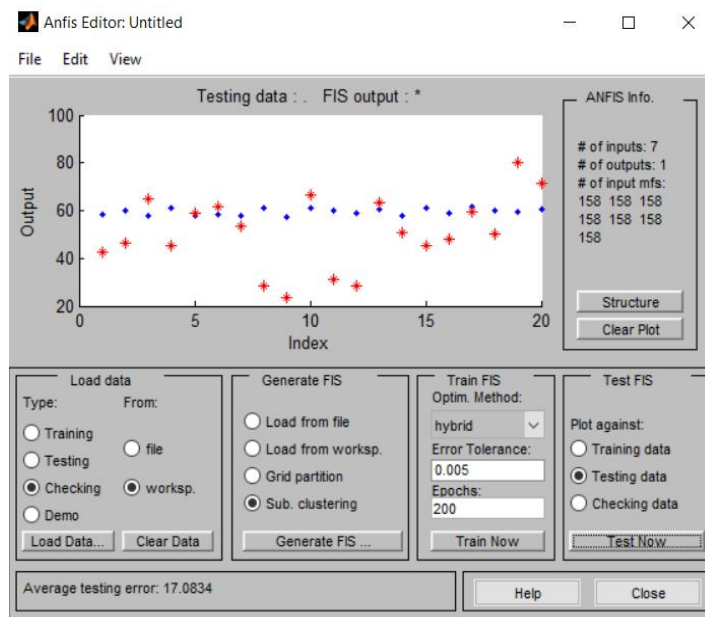 Anfis Editor: Untitled
File Edit View
Testing data : . FIS output : *
100
80
60
40
20
Output
0 5 10 15 20
Index
ANFIS Info.
# of inputs: 7
# of outputs: 1
# of input mfs:
158 158 158
158 158 158
158
Structure
Clear Plot
Load data
Type: From:
Training
Testing
Checking
Demo
file
worksp.
Load Data... Clear Data
Generate FIS
Load from file
Load from worksp.
Grid partition
Sub. clustering
Generate FIS ...
Train FIS
Optim. Method:
hybrid
Error Tolerance:
0.005
Epochs:
200
Train Now
Test FIS
Plot against:
Training data
Testing data
Checking data
Test Now
Average testing error: 17.0834
Help Close